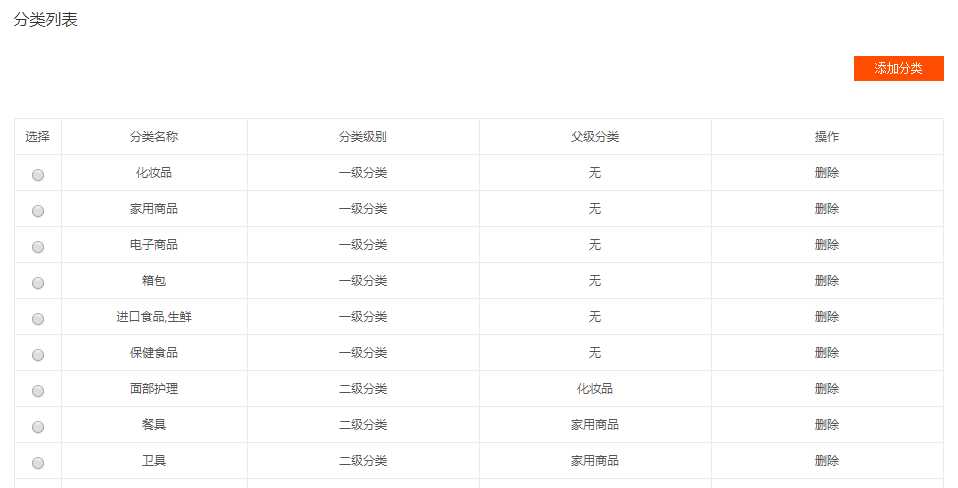 分类列表
添加分类
选择 分类名称 分类级别 父级分类 操作
化妆品 一级分类 无 删除
家用商品 一级分类 无 删除
电子商品 一级分类 无 删除
箱包 一级分类 无 删除
进口食品,生鲜 一级分类 无 删除
保健食品 一级分类 无 删除
面部护理 二级分类 化妆品 删除
餐具 二级分类 家用商品 删除
卫具 二级分类 家用商品 删除